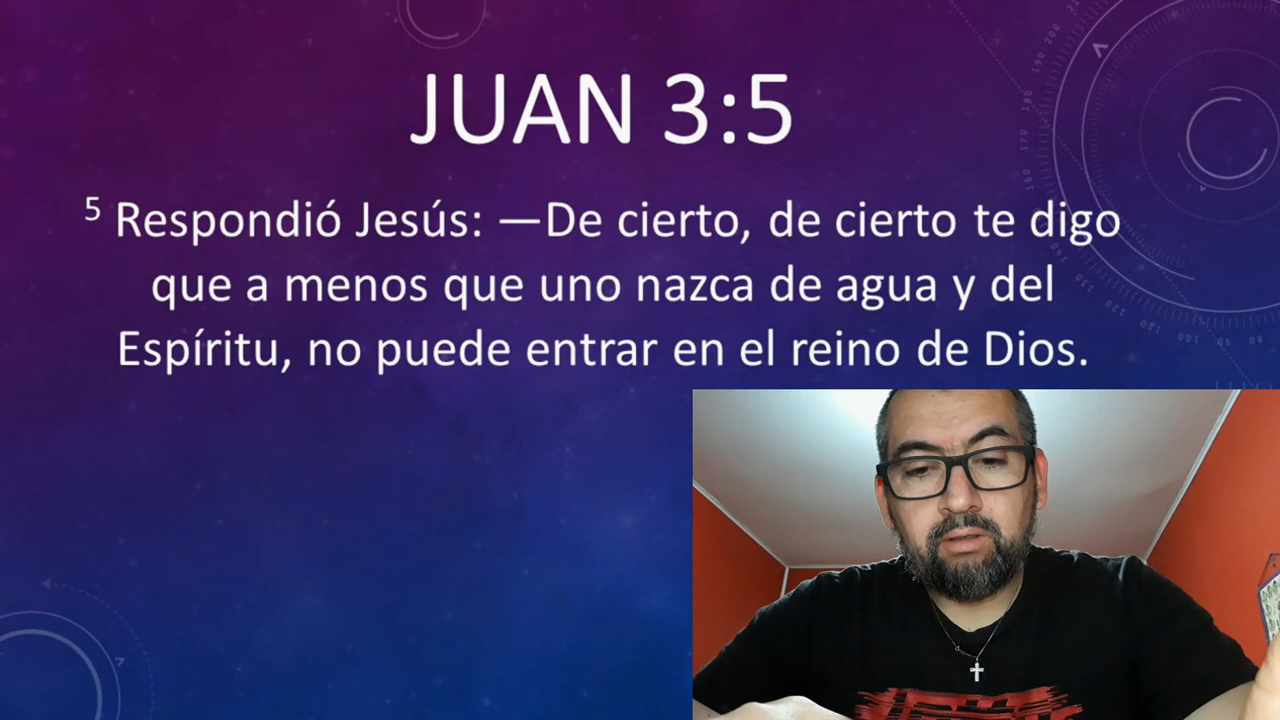 JUAN 3:5
5 Respondió Jesús: —De cierto, de cierto te digo
que a menos que uno nazca de agua y del
Espíritu, no puede entrar en el reino de Dios.